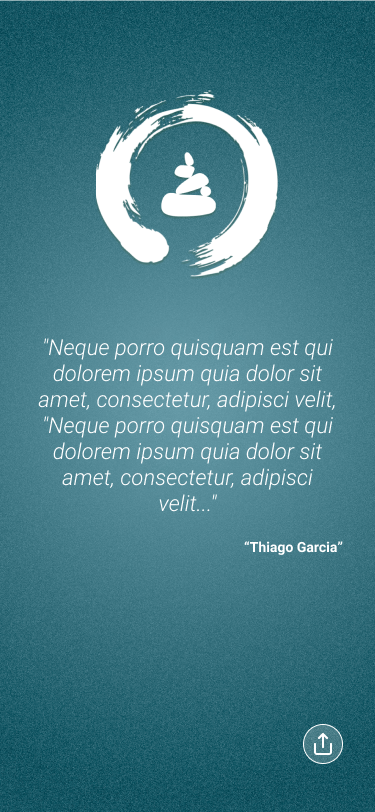 "Neque porro quisquam est qui
dolorem ipsum quia dolor sit
amet, consectetur, adipisci velit,
"Neque porro quisquam est qui
dolorem ipsum quia dolor sit
amet, consectetur, adipisci
velit..."
“Thiago Garcia”